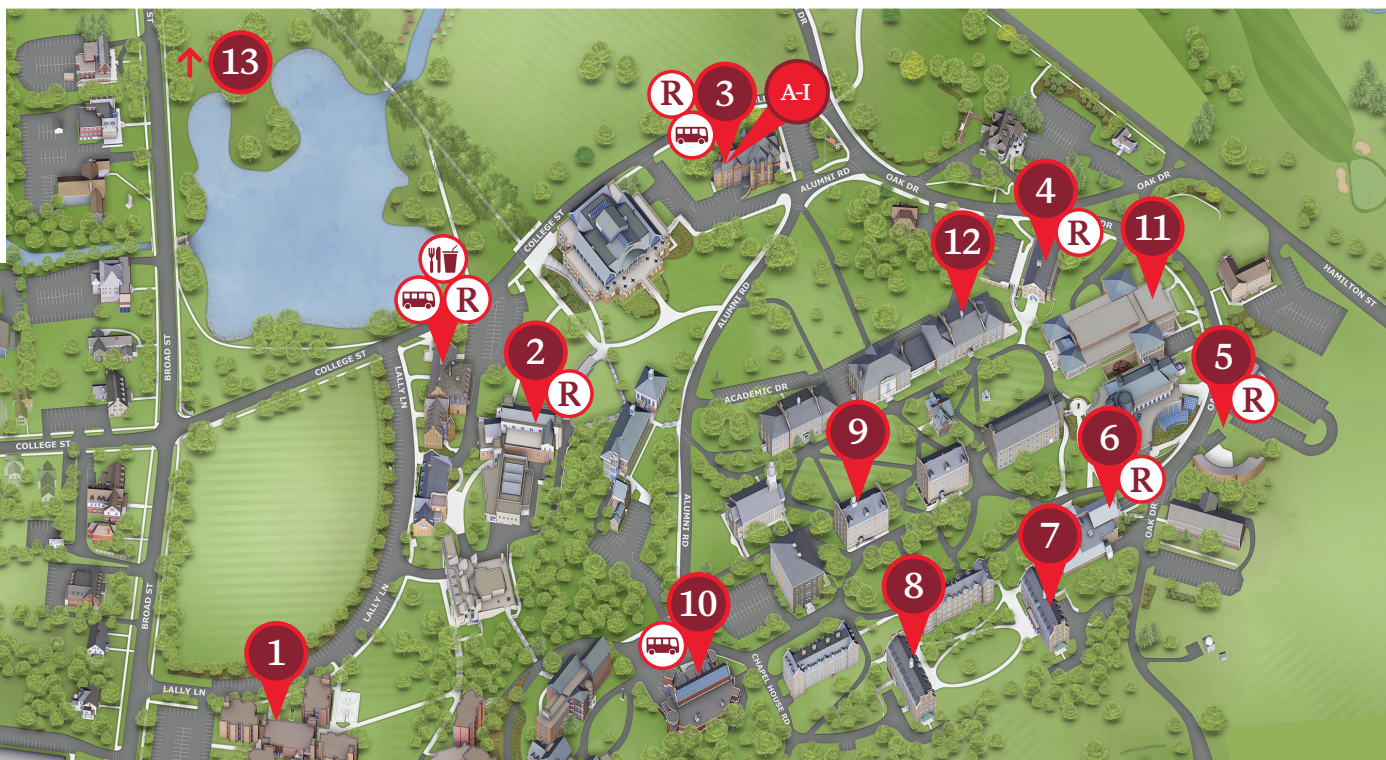 ST
DR
13
R
3
A-I
COLLEGE ST
ALUMNI RD
OAK DR
OAK DR
4
R
DR
11
12
HAMILTON ST
R
BROAD ST
COLLEGE ST
LALLY LN
2
R
ALUMNI RD
ACADEMIC DR
5
R
COLLEGE ST
9
6
R
ALUMNI RD
OAK DR
7
8
BROAD ST
LALLY LN
10
CHAPEL HOUSE RD
1
LALLY LN